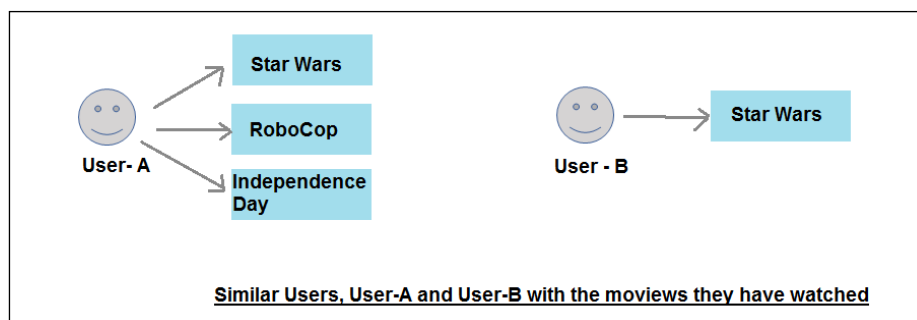 Star Wars
RoboCop
Independence
Day
User- A
Star Wars
User - B
Similar Users, User-A and User-B with the moviews they have watched